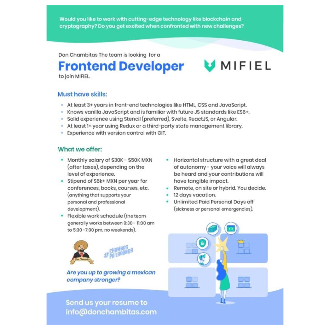 Would you like to work with cutting-edge technology like blockchain and
cryptography? Do you get excited when confronted with new challenges?
Don Chambitas The team is looking for a
Frontend Developer
to join MIFIEL
MIFIEL
Must have skills:
At least 3+ years in front-end technologies like HTML, CSS and JavaScript.
Knows vanilla JavaScript and is familiar with future JS standards like ES6+.
Solid experience using Stencil (preferred), Svelte, ReactJS, or Angular.
At least 1+ year using Redux or a third-party state management library.
Experience with version control with GIT.
What we offer:
Monthly salary of $30K - $50K MXN
(after taxes), depending on the
level of experience.
Stipend of $6k+ MXN per year for
conferences, books, courses, etc.
(anything that supports your
personal and professional
development).
Flexible work schedule (the team
generally works between 9:30 - 11:00 am
to 5:30 -7:00 pm, no weekends).
Horizontal structure with a great deal
of autonomy - your voice will always
be heard and your contributions will
have tangible impact.
Remote, on site or hybrid. You decide.
12 days vacation.
Unlimited Paid Personal Days off
(sickness or personal emergencies).
Are you up to growing a mexican
company stronger?
Send us your resume to
info@donchambitas.com